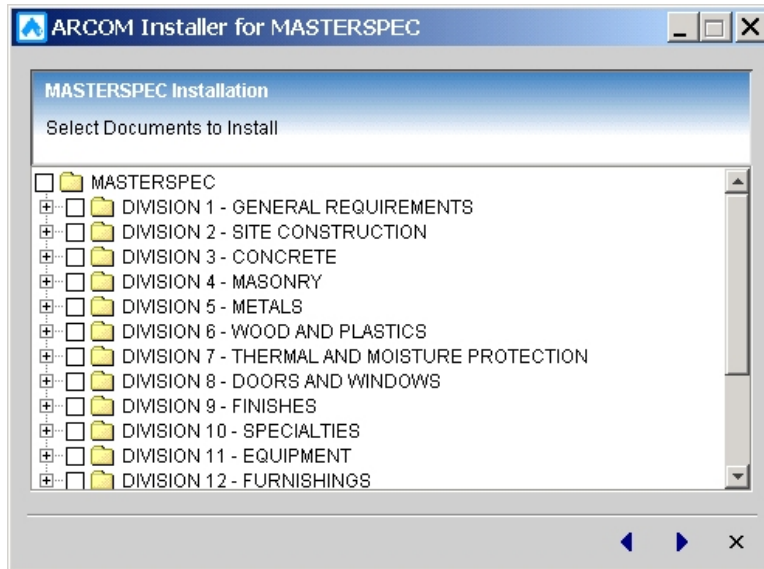 ARCOM Installer for MASTERSPEC
MASTERSPEC Installation
Select Documents to Install
MASTERSPEC
DIVISION 1 - GENERAL REQUIREMENTS
DIVISION 2 - SITE CONSTRUCTION
DIVISION 3 - CONCRETE
DIVISION 4 - MASONRY
DIVISION 5 - METALS
DIVISION 6 - WOOD AND PLASTICS
DIVISION 7 - THERMAL AND MOISTURE PROTECTION
DIVISION 8 - DOORS AND WINDOWS
DIVISION 9 - FINISHES
DIVISION 10 - SPECIALTIES
DIVISION 11 - EQUIPMENT
DIVISION 12 - FURNISHINGS